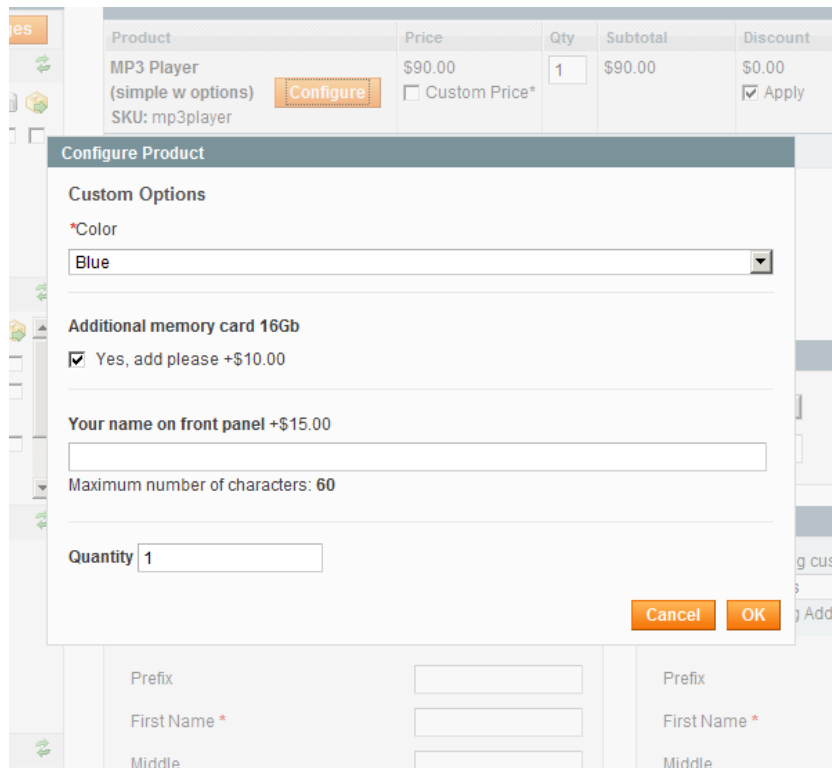 Product Price Qty Subtotal Discount
MP3 Player $90.00 1 $90.00 $0.00
(simple w options) Configure Custom Price* Apply
SKU: mp3player
Configure Product
Custom Options
*Color
Blue
Additional memory card 16Gb
Yes, add please +$10.00
Your name on front panel +$15.00
Maximum number of characters: 60
Quantity 1
Cancel OK
Prefix Prefix
First Name * First Name *
Middle Middle